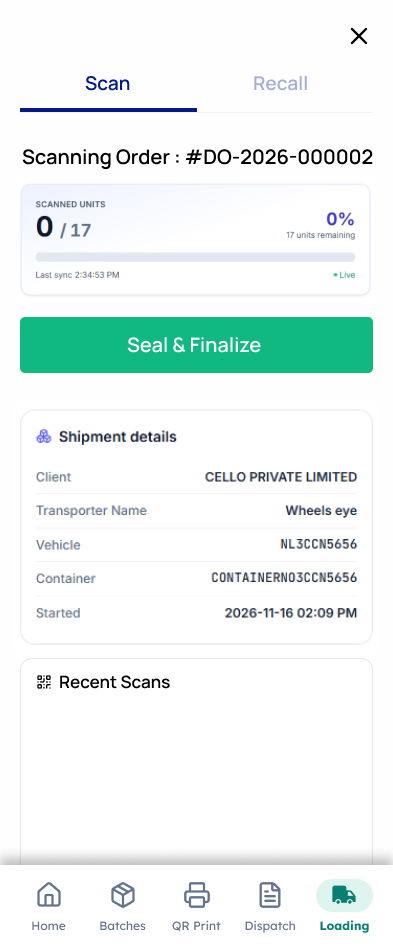 Scan Recall
Scanning Order : #DO-2026-000002
SCANNED UNITS
0 / 17
0%
17 units remaining
Last sync 2:34:53 PM
Live
Seal & Finalize
Shipment details
Client CELLO PRIVATE LIMITED
Transporter Name Wheels eye
Vehicle NL3CCN5656
Container CONTAINERNO3CCN5656
Started 2026-11-16 02:09 PM
Recent Scans
Home Batches QR Print Dispatch Loading